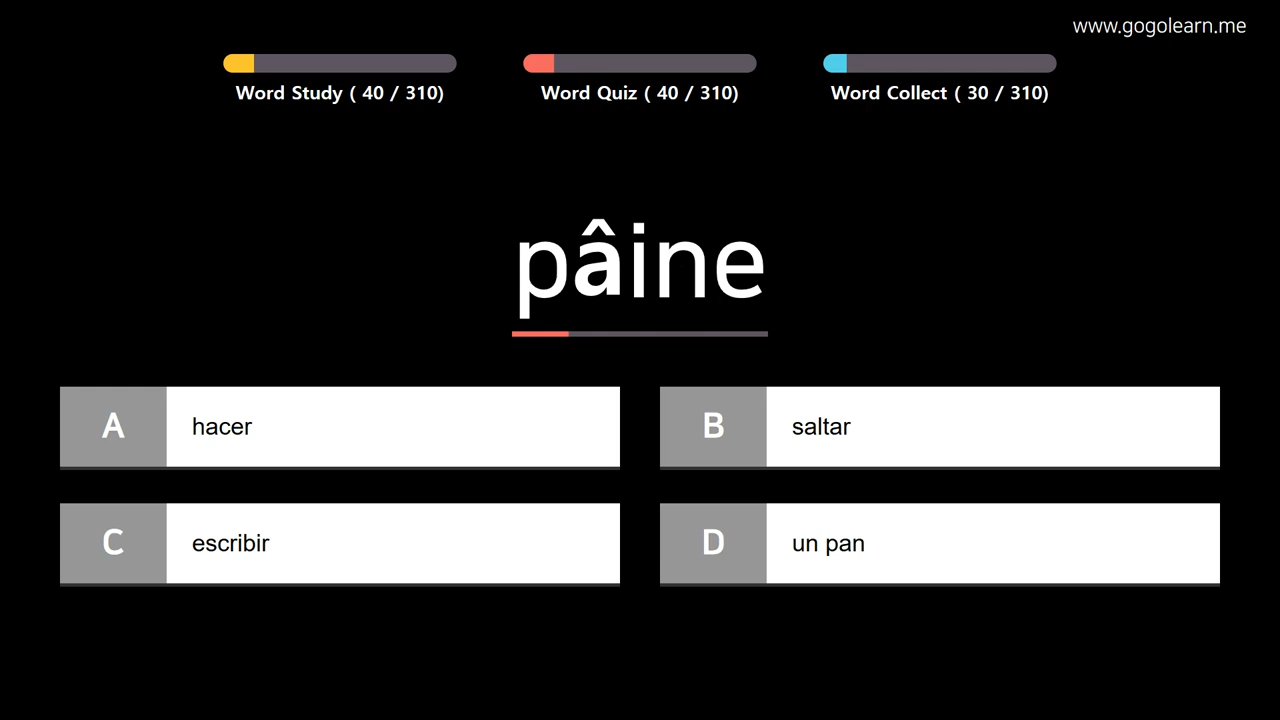 www.gogolearn.me
Word Study ( 40 / 310)
Word Quiz ( 40 / 310)
Word Collect ( 30 / 310)
pâine
A hacer
B saltar
C escribir
D un pan